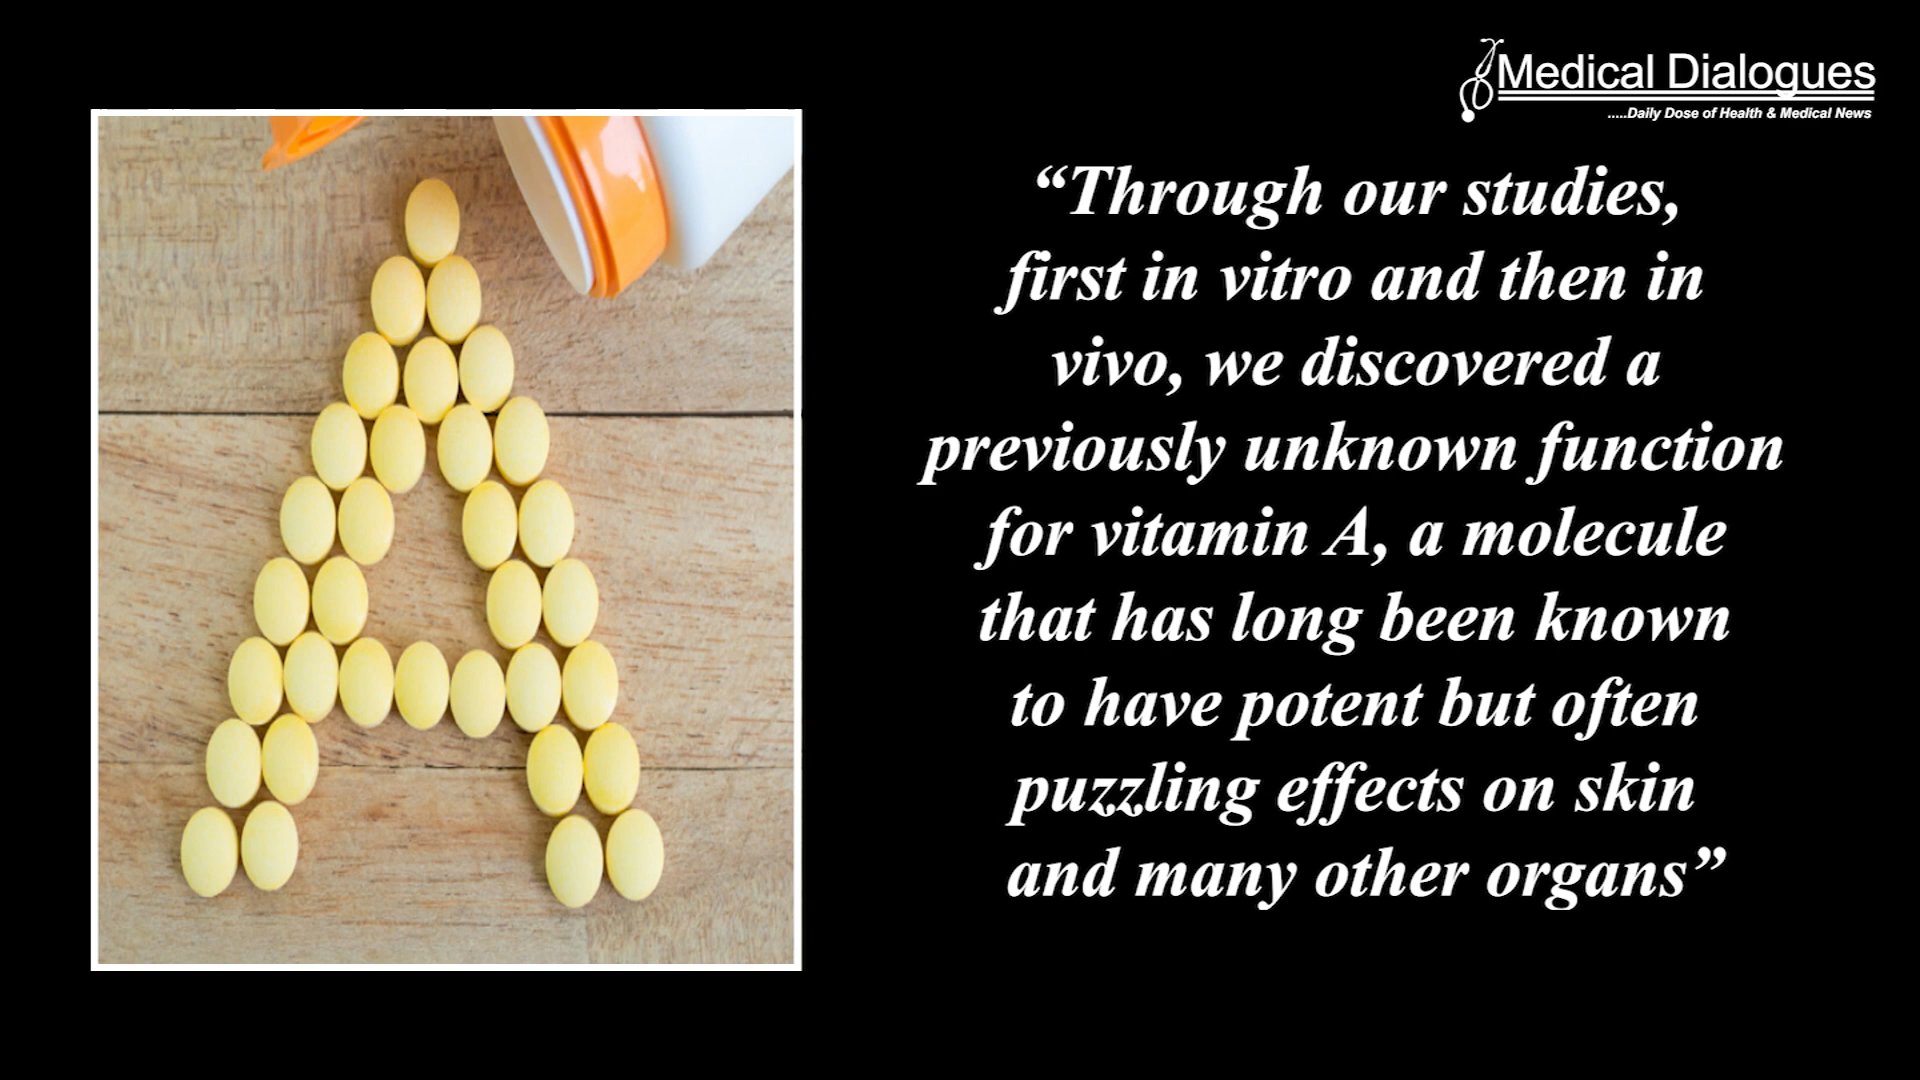 Medical Dialogues
.....Daily Dose of Health & Medical News
“Through our studies,
first in vitro and then in
vivo, we discovered a
previously unknown function
for vitamin A, a molecule
that has long been known
to have potent but often
puzzling effects on skin
and many other organs”